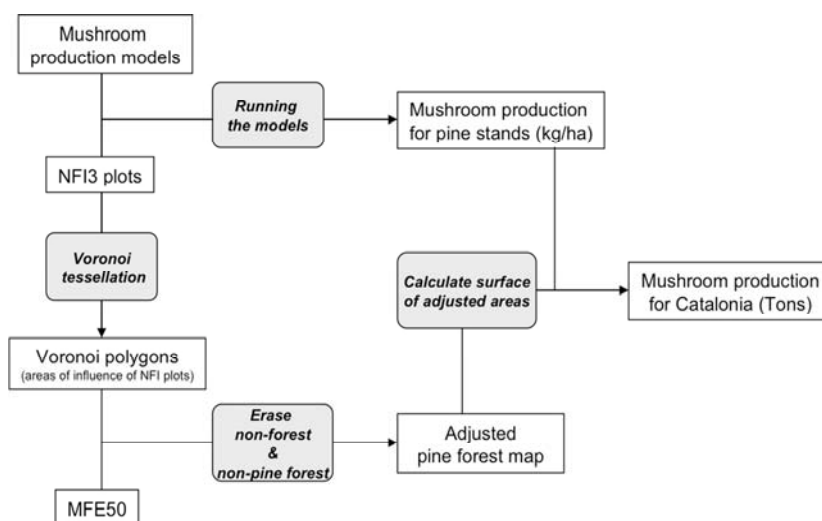 Mushroom
production models
Running
the models
Mushroom production
for pine stands (kg/ha)
NFI3 plots
Voronoi
tessellation
Calculate surface
of adjusted areas
Mushroom production
for Catalonia (Tons)
Voronoi polygons
(areas of influence of NFI plots)
Erase
non-forest
&
non-pine forest
Adjusted
pine forest map
MFE50